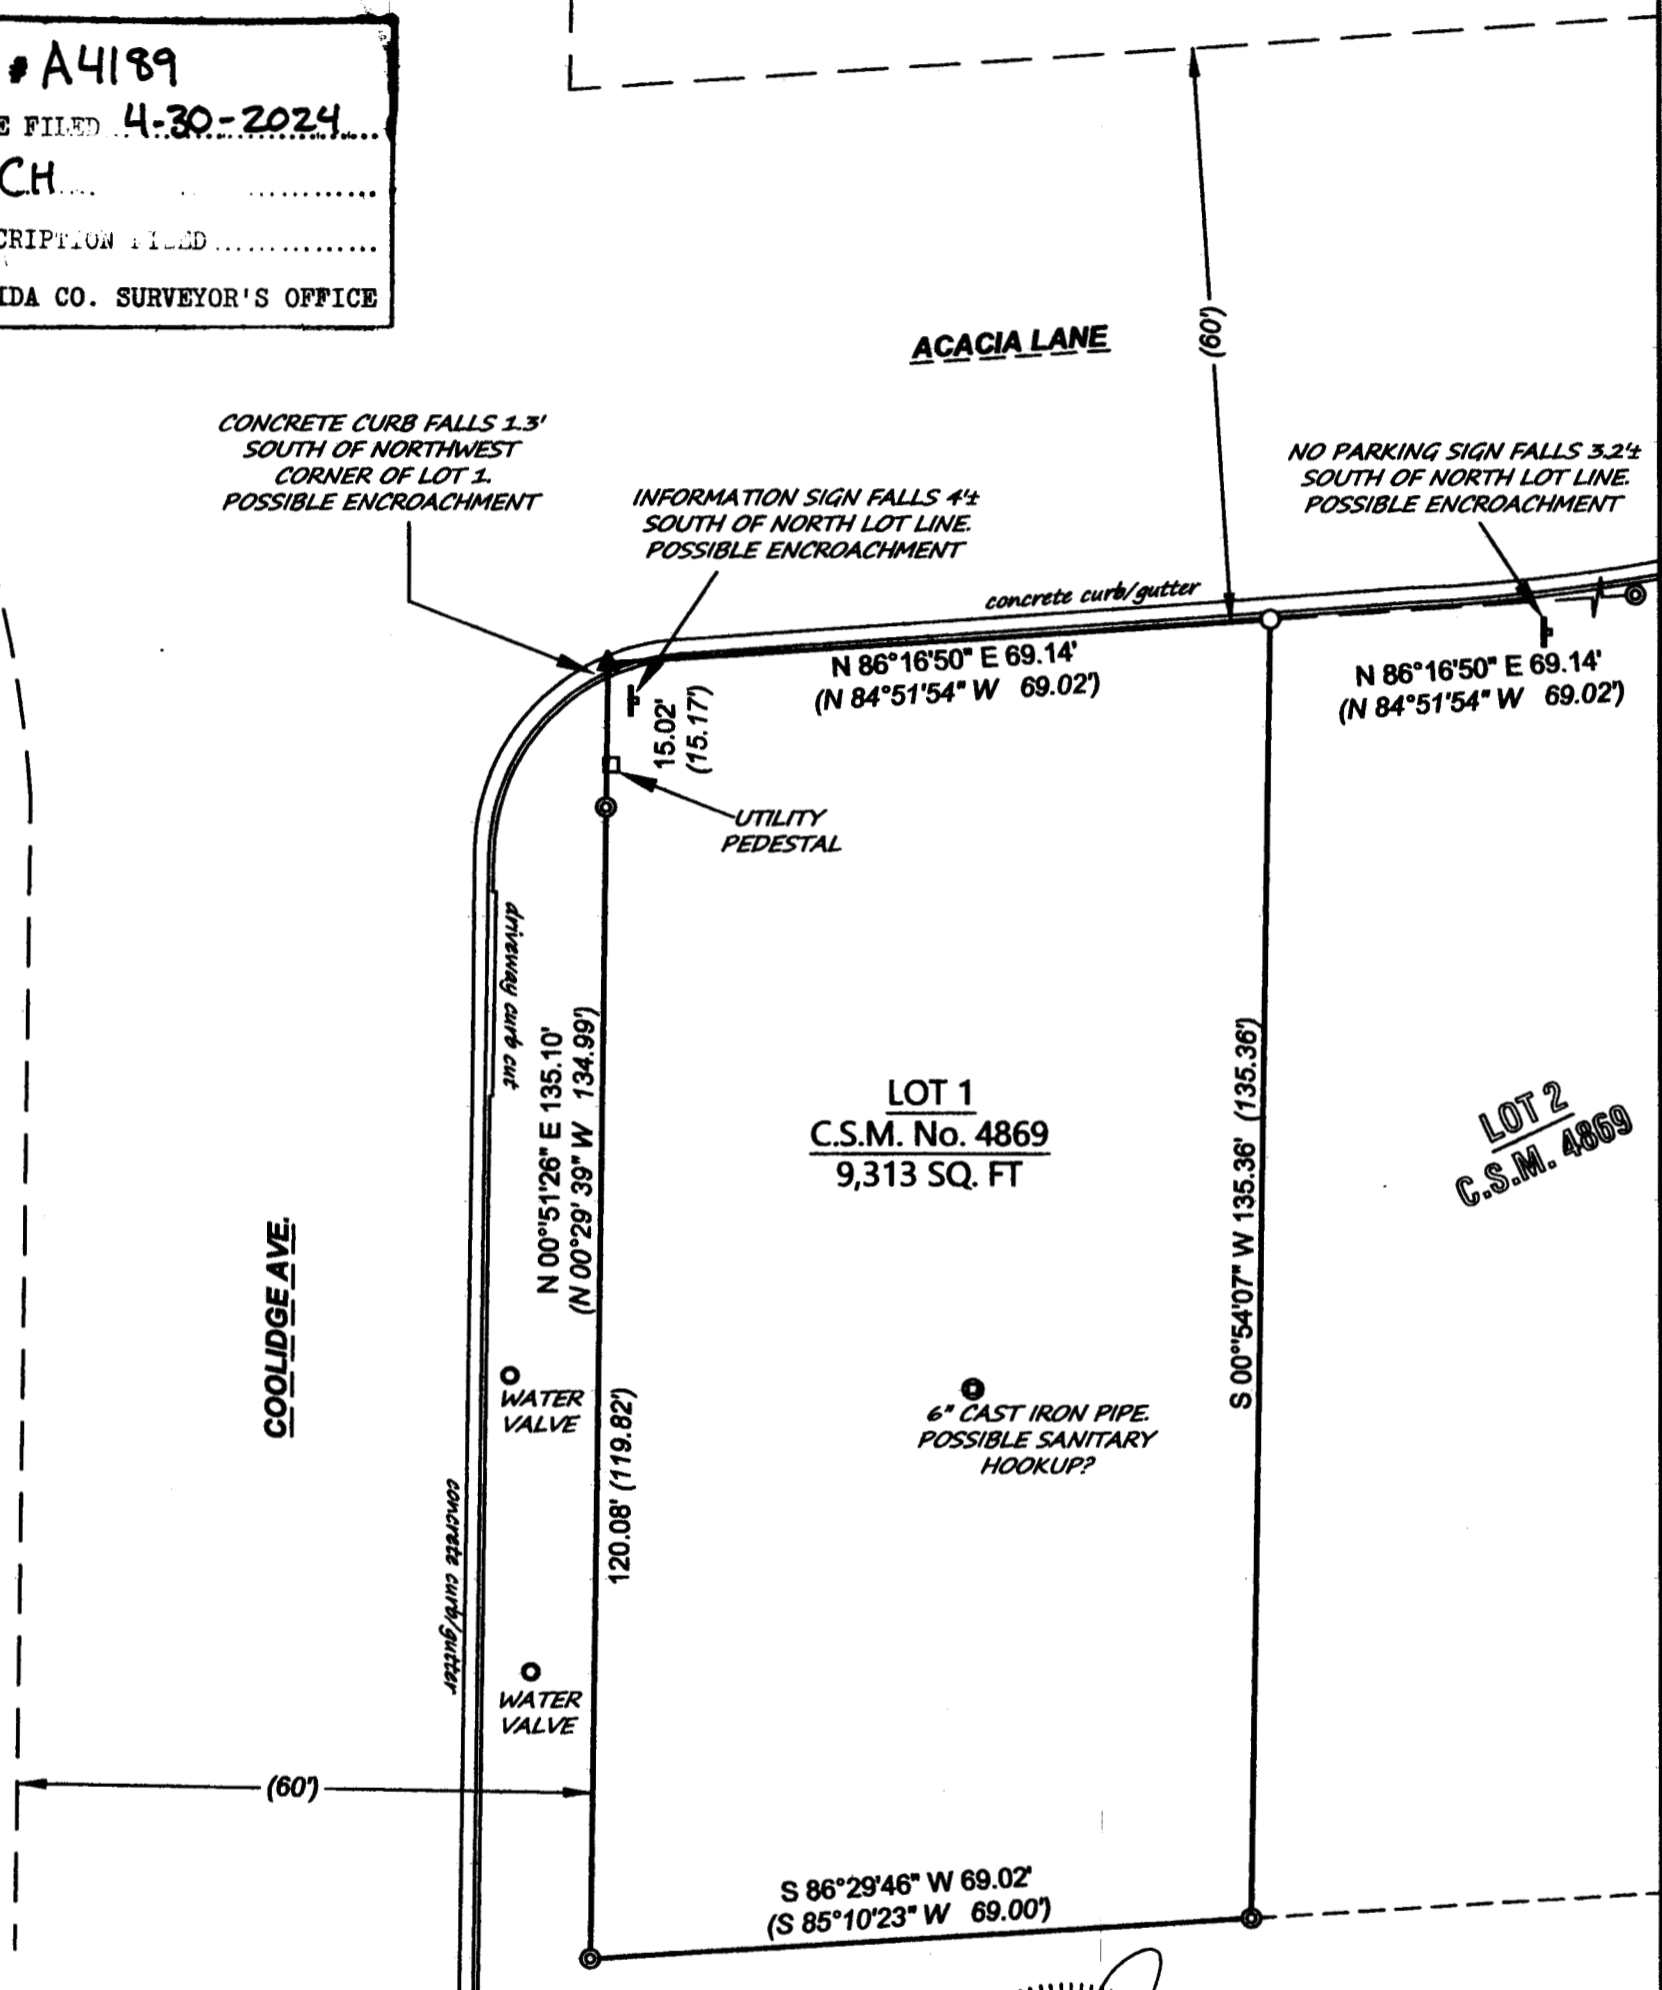 # A4189
E FILED 4-30-2024
CH
CRIPTION FILED
IDA CO. SURVEYOR'S OFFICE
ACACIA LANE
(60')
CONCRETE CURB FALLS 1.3'
SOUTH OF NORTHWEST
CORNER OF LOT 1.
POSSIBLE ENCROACHMENT
INFORMATION SIGN FALLS 4'±
SOUTH OF NORTH LOT LINE.
POSSIBLE ENCROACHMENT
NO PARKING SIGN FALLS 3.2'±
SOUTH OF NORTH LOT LINE.
POSSIBLE ENCROACHMENT
concrete curb/gutter
N 86°16'50" E 69.14'
(N 84°51'54" W 69.02')
N 86°16'50" E 69.14'
(N 84°51'54" W 69.02')
15.02'
(15.17')
UTILITY
PEDESTAL
driveway curb cut
N 00°51'26" E 135.10'
(N 00°29' 39" W 134.99')
LOT 1
C.S.M. No. 4869
9,313 SQ. FT
S 00°54'07" W 135.36' (135.36')
LOT 2
C.S.M. 4869
COOLIDGE AVE.
WATER
VALVE
120.08' (119.82')
6" CAST IRON PIPE.
POSSIBLE SANITARY
HOOKUP?
concrete curb/gutter
WATER
VALVE
(60')
S 86°29'46" W 69.02'
(S 85°10'23" W 69.00')